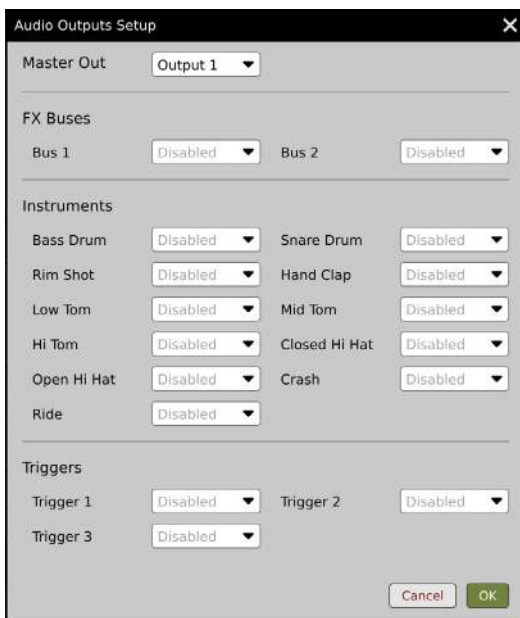 Audio Outputs Setup
Master Out Output 1
FX Buses
Bus 1 Disabled Bus 2 Disabled
Instruments
Bass Drum Disabled Snare Drum Disabled
Rim Shot Disabled Hand Clap Disabled
Low Tom Disabled Mid Tom Disabled
Hi Tom Disabled Closed Hi Hat Disabled
Open Hi Hat Disabled Crash Disabled
Ride Disabled
Triggers
Trigger 1 Disabled Trigger 2 Disabled
Trigger 3 Disabled
Cancel OK